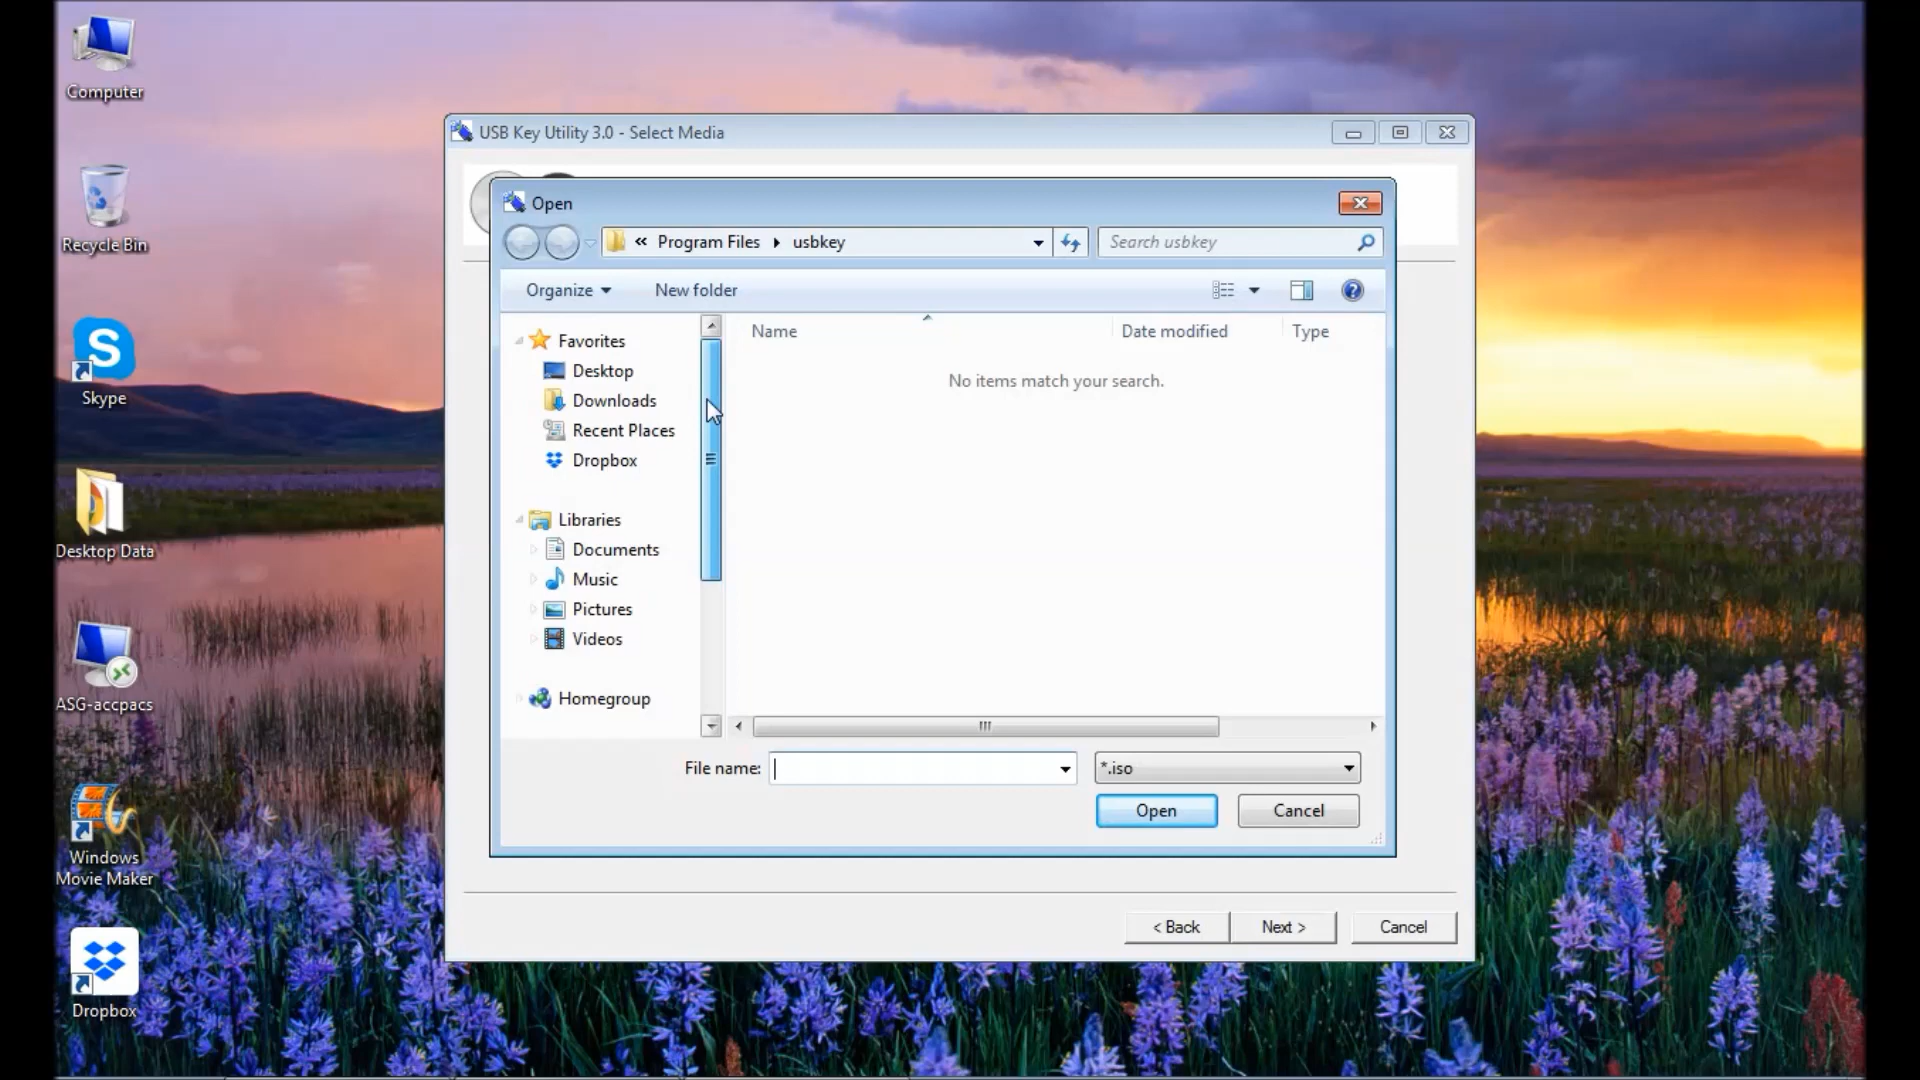 Computer
Recycle Bin
Skype
Desktop Data
ASG-accpacs
Windows
Movie Maker
Dropbox
USB Key Utility 3.0 - Select Media
Open
« Program Files usbkey
Search usbkey
Organize
New folder
Favorites
Desktop
Downloads
Recent Places
Dropbox
Libraries
Documents
Music
Pictures
Videos
Homegroup
Name
Date modified
Type
No items match your search.
File name:
*.iso
Open
Cancel
< Back
Next >
Cancel